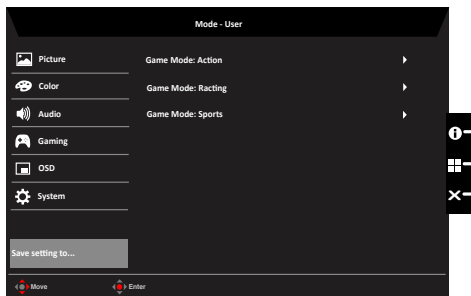 Mode - User
Picture
Color
Audio
Gaming
OSD
System
Save setting to...
Game Mode: Action
Game Mode: Racting
Game Mode: Sports
Move
Enter